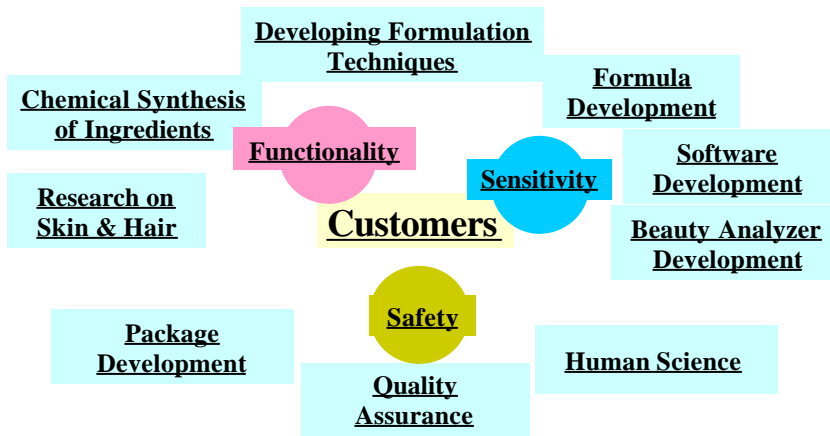 Developing Formulation
Techniques
Formula
Development
Chemical Synthesis
of Ingredients
Functionality
Sensitivity
Software
Development
Research on
Skin & Hair
Customers
Beauty Analyzer
Development
Safety
Package
Development
Human Science
Quality
Assurance